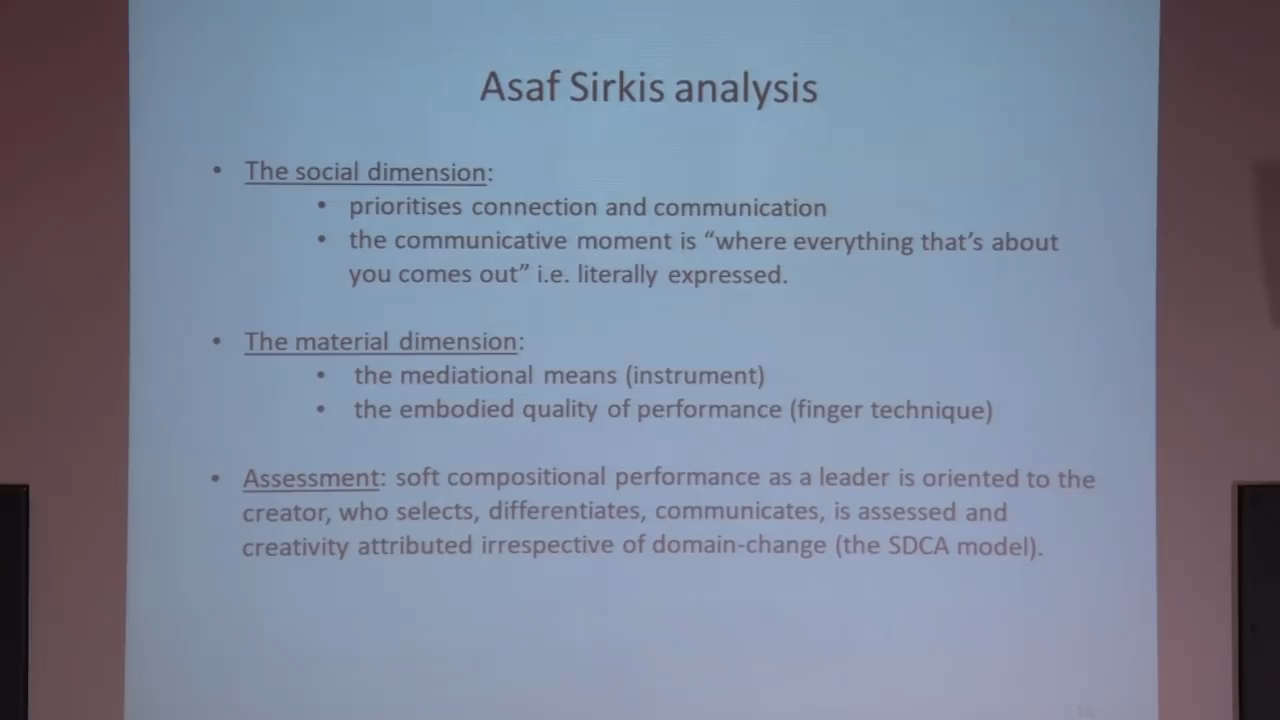 Asaf Sirkis analysis
• The social dimension:
• prioritises connection and communication
• the communicative moment is “where everything that’s about
you comes out” i.e. literally expressed.
• The material dimension:
• the mediational means (instrument)
• the embodied quality of performance (finger technique)
• Assessment: soft compositional performance as a leader is oriented to the
creator, who selects, differentiates, communicates, is assessed and
creativity attributed irrespective of domain-change (the SDCA model).